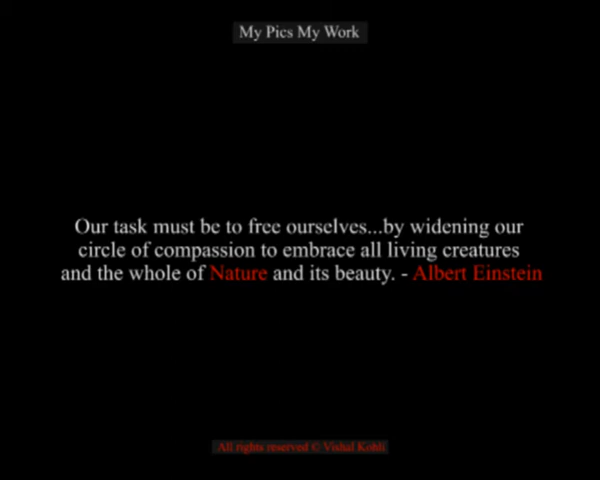 My Pics My Work
Our task must be to free ourselves...by widening our
circle of compassion to embrace all living creatures
and the whole of Nature and its beauty. - Albert Einstein
All rights reserved © Vishal Kohli